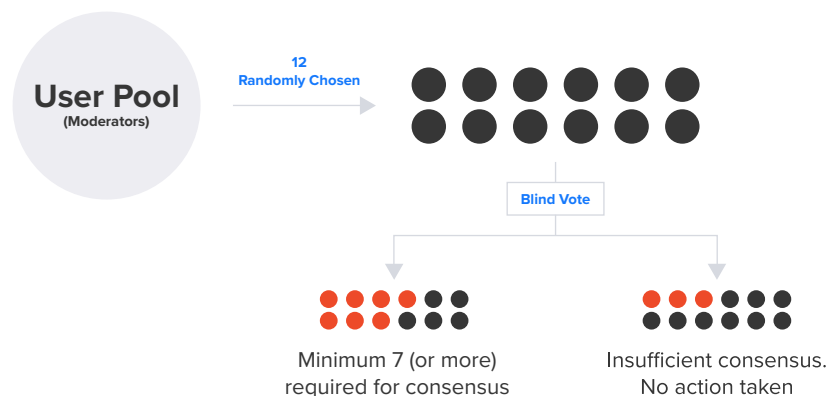 User Pool
(Moderators)
12
Randomly Chosen
Blind Vote
Minimum 7 (or more)
required for consensus
Insufficient consensus.
No action taken